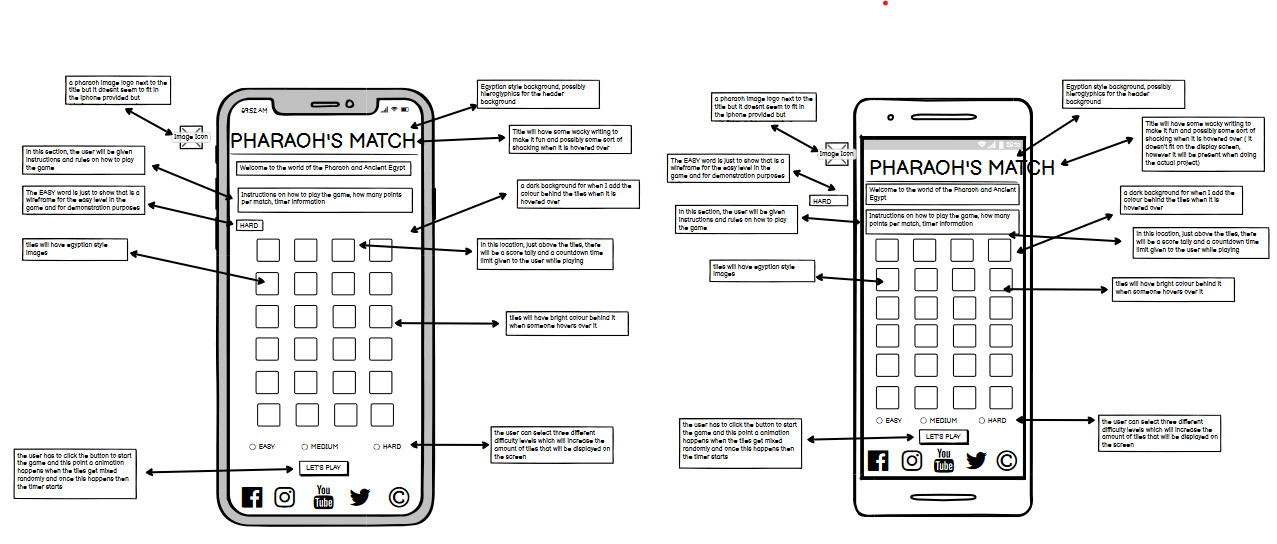 a pharaoh image logo next to the
title but it doesnt seem to fit in
the iphone provided but
Image Icon
In this section, the user will be given
instructions and rules on how to play
the game
The EASY word is just to show that is a
wireframe for the easy level in the
game and for demonstration purposes
tiles will have egyptian style
images
the user has to click the button to start
the game and this point a animation
happens when the tiles get mixed
randomly and once this happens then
the timer starts
09:52 AM
PHARAOH'S MATCH
Welcome to the world of the Pharaoh and Ancient Egypt
Instructions on how to play the game, how many points
per match, timer information
HARD
EASY
MEDIUM
HARD
LET'S PLAY
You
Tube
Egyptian style background, possibly
hieroglyphics for the header
background
Title will have some wacky writing to
make it fun and possibly some sort of
shocking when it is hovered over
a dark background for when I add the
colour behind the tiles when it is
hovered over
In this location, just above the tiles, there
will be a score tally and a countdown time
limit given to the user while playing
tiles will have bright colour behind it
when someone hovers over it
the user can select three different
difficulty levels which will increase the
amount of tiles that will be displayed on
the screen
a pharaoh image logo next to the
title but it doesnt seem to fit in
the iphone provided but
Image Icon
The EASY word is just to show that is a
wireframe for the easy level in the
game and for demonstration purposes
HARD
In this section, the user will be given
instructions and rules on how to play
the game
tiles will have egyptian style
images
the user has to click the button to start
the game and this point a animation
happens when the tiles get mixed
randomly and once this happens then
the timer starts
PHARAOH'S MATCH
Welcome to the world of the Pharaoh and Ancient
Egypt
Instructions on how to play the game, how many
points per match, timer information
EASY
MEDIUM
HARD
LET'S PLAY
You
Tube
Egyptian style background, possibly
hieroglyphics for the header
background
Title will have some wacky writing to
make it fun and possibly some sort of
shocking when it is hovered over ( it
doesn't fit on the display screen,
however it will be present when doing
the actual project)
a dark background for when I add the
colour behind the tiles when it is
hovered over
In this location, just above the tiles, there
will be a score tally and a countdown time
limit given to the user while playing
tiles will have bright colour behind it
when someone hovers over it
the user can select three different
difficulty levels which will increase the
amount of tiles that will be displayed on
the screen